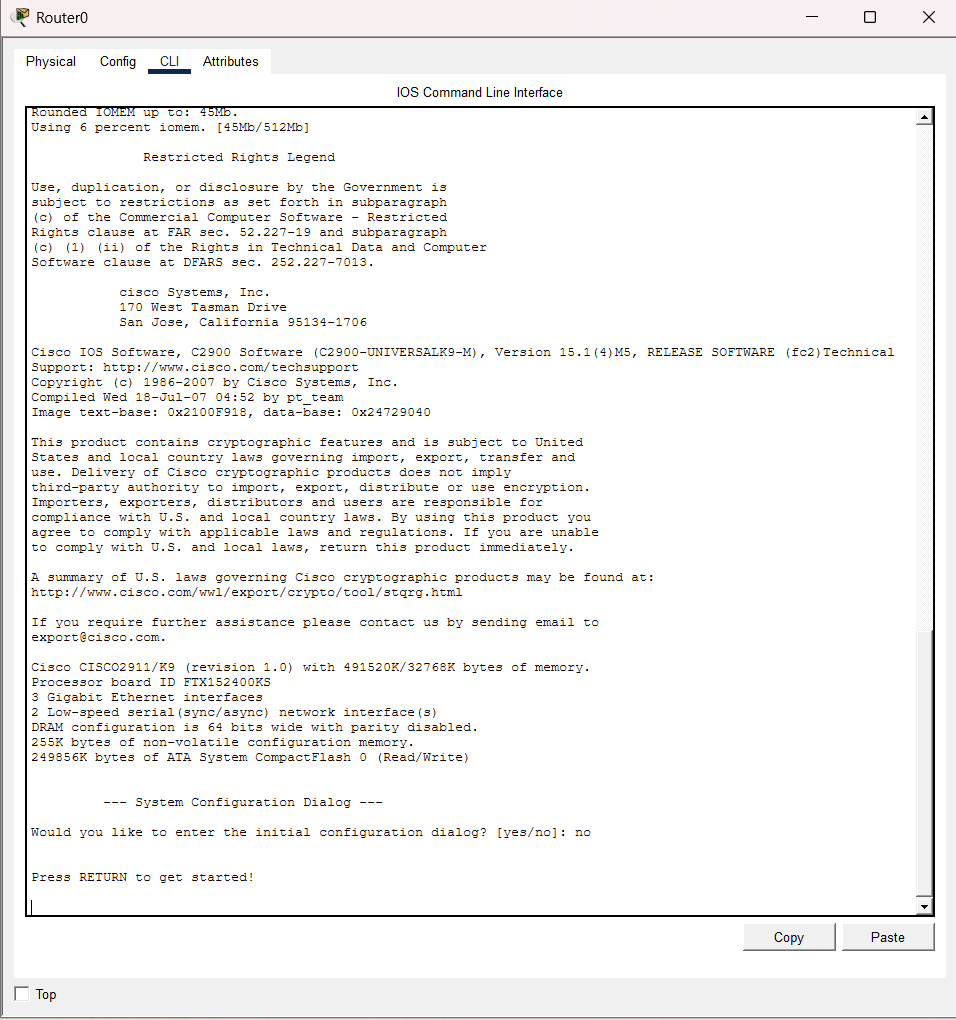 Router0
Physical Config CLI Attributes
IOS Command Line Interface
Rounded IOMEM up to: 45Mb.
Using 6 percent iomem. [45Mb/512Mb]
Restricted Rights Legend
Use, duplication, or disclosure by the Government is
subject to restrictions as set forth in subparagraph
(c) of the Commercial Computer Software - Restricted
Rights clause at FAR sec. 52.227-19 and subparagraph
(c) (1) (ii) of the Rights in Technical Data and Computer
Software clause at DFARS sec. 252.227-7013.
cisco Systems, Inc.
170 West Tasman Drive
San Jose, California 95134-1706
Cisco IOS Software, C2900 Software (C2900-UNIVERSALK9-M), Version 15.1(4)M5, RELEASE SOFTWARE (fc2)Technical
Support: http://www.cisco.com/techsupport
Copyright (c) 1986-2007 by Cisco Systems, Inc.
Compiled Wed 18-Jul-07 04:52 by pt_team
Image text-base: 0x2100F918, data-base: 0x24729040
This product contains cryptographic features and is subject to United
States and local country laws governing import, export, transfer and
use. Delivery of Cisco cryptographic products does not imply
third-party authority to import, export, distribute or use encryption.
Importers, exporters, distributors and users are responsible for
compliance with U.S. and local country laws. By using this product you
agree to comply with applicable laws and regulations. If you are unable
to comply with U.S. and local laws, return this product immediately.
A summary of U.S. laws governing Cisco cryptographic products may be found at:
http://www.cisco.com/wwl/export/crypto/tool/stqrg.html
If you require further assistance please contact us by sending email to
export@cisco.com.
Cisco CISCO2911/K9 (revision 1.0) with 491520K/32768K bytes of memory.
Processor board ID FTX152400KS
3 Gigabit Ethernet interfaces
2 Low-speed serial(sync/async) network interface(s)
DRAM configuration is 64 bits wide with parity disabled.
255K bytes of non-volatile configuration memory.
249856K bytes of ATA System CompactFlash 0 (Read/Write)
--- System Configuration Dialog ---
Would you like to enter the initial configuration dialog? [yes/no]: no
Press RETURN to get started!
Copy Paste
Top